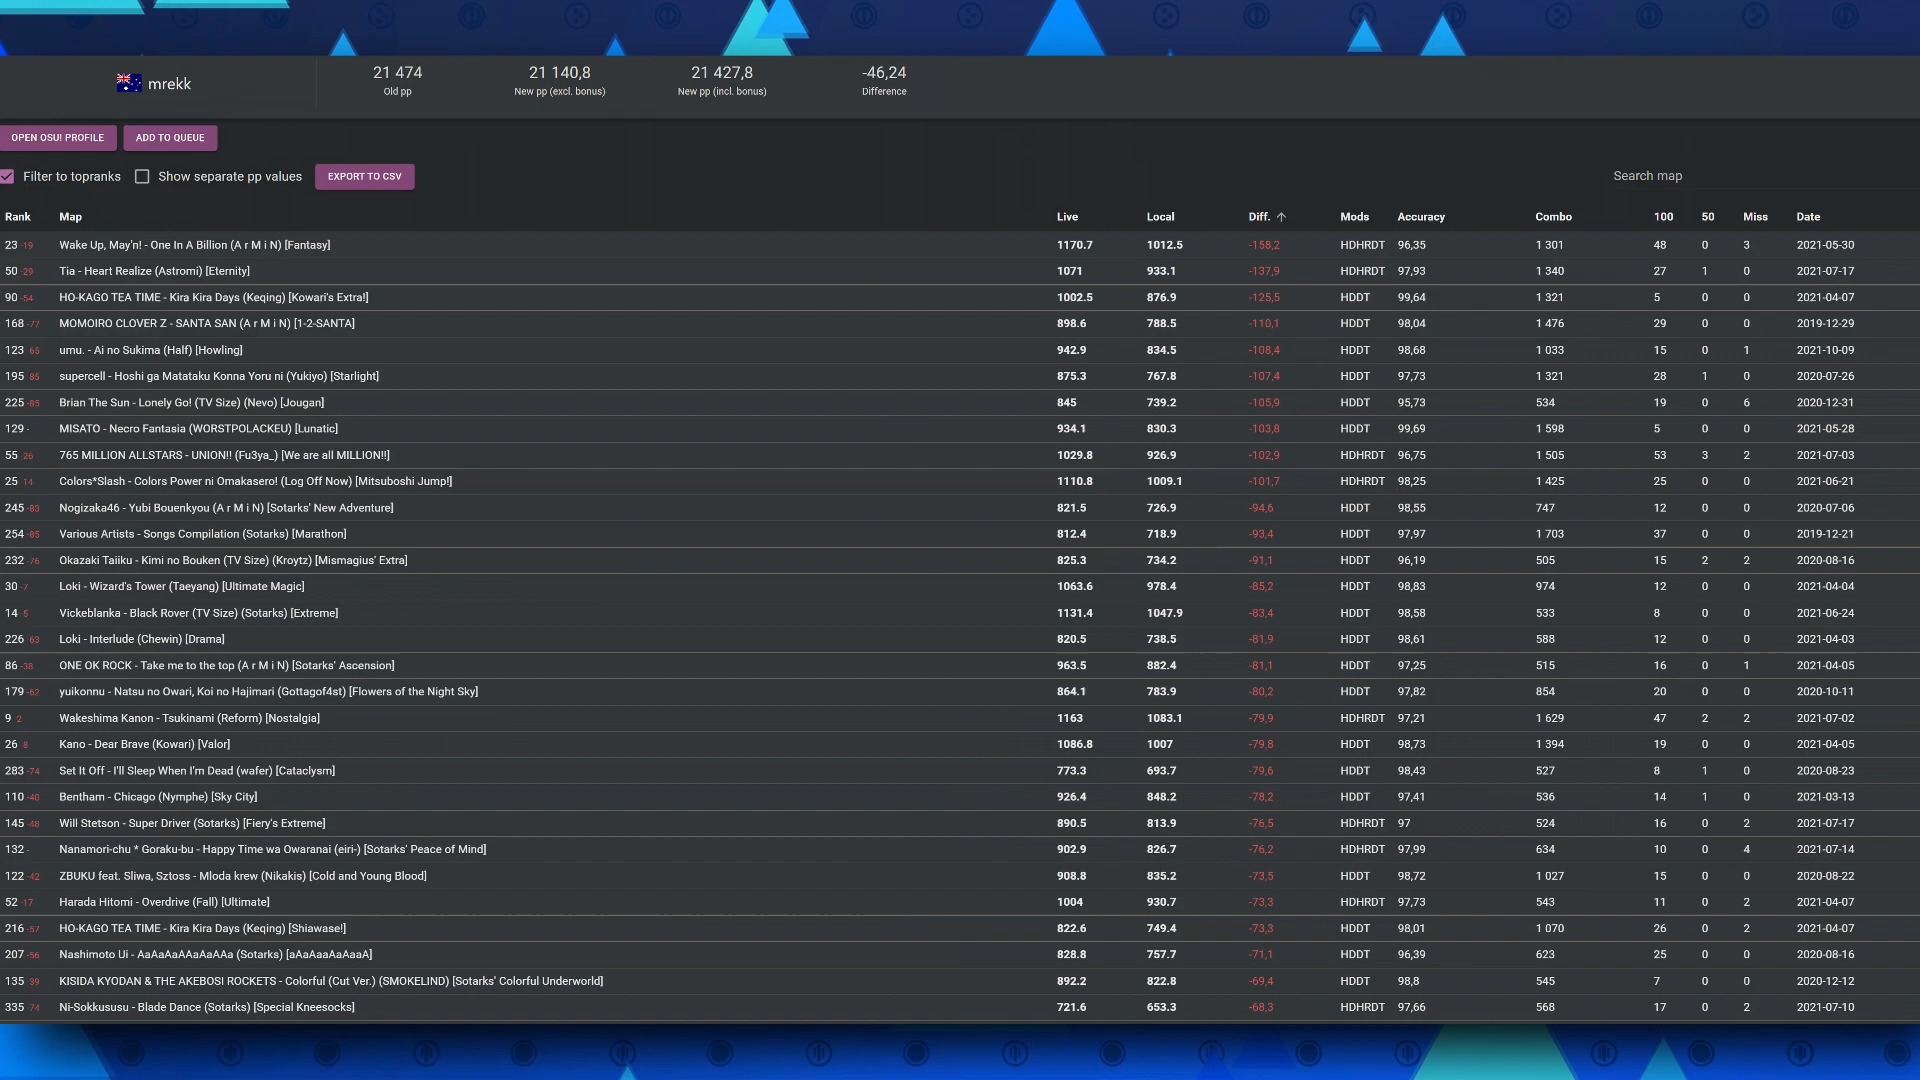 mrekk
21 474
Old pp
21 140,8
New pp (excl. bonus)
21 427,8
New pp (incl. bonus)
-46,24
Difference
OPEN OSU! PROFILE ADD TO QUEUE
Filter to topranks Show separate pp values EXPORT TO CSV Search map
Rank Map Live Local Diff. ↑ Mods Accuracy Combo 100 50 Miss Date
23 -19 Wake Up, May'n! - One In A Billion (A r M i N) [Fantasy] 1170.7 1012.5 -158,2 HDHRDT 96,35 1 301 48 0 3 2021-05-30
50 -29 Tia - Heart Realize (Astromi) [Eternity] 1071 933.1 -137,9 HDHRDT 97,93 1 340 27 1 0 2021-07-17
90 -54 HO-KAGO TEA TIME - Kira Kira Days (Keqing) [Kowari's Extra!] 1002.5 876.9 -125,5 HDDT 99,64 1 321 5 0 0 2021-04-07
168 -77 MOMOIRO CLOVER Z - SANTA SAN (A r M i N) [1-2-SANTA] 898.6 788.5 -110,1 HDDT 98,04 1 476 29 0 0 2019-12-29
123 65 umu. - Ai no Sukima (Half) [Howling] 942.9 834.5 -108,4 HDDT 98,68 1 033 15 0 1 2021-10-09
195 85 supercell - Hoshi ga Matataku Konna Yoru ni (Yukiyo) [Starlight] 875.3 767.8 -107,4 HDDT 97,73 1 321 28 1 0 2020-07-26
225 -85 Brian The Sun - Lonely Go! (TV Size) (Nevo) [Jougan] 845 739.2 -105,9 HDDT 95,73 534 19 0 6 2020-12-31
129 - MISATO - Necro Fantasia (WORSTPOLACKEU) [Lunatic] 934.1 830.3 -103,8 HDDT 99,69 1 598 5 0 0 2021-05-28
55 26 765 MILLION ALLSTARS - UNION!! (Fu3ya_) [We are all MILLION!!] 1029.8 926.9 -102,9 HDHRDT 96,75 1 505 53 3 2 2021-07-03
25 14 Colors*Slash - Colors Power ni Omakasero! (Log Off Now) [Mitsuboshi Jump!] 1110.8 1009.1 -101,7 HDHRDT 98,25 1 425 25 0 0 2021-06-21
245 -83 Nogizaka46 - Yubi Bouenkyou (A r M i N) [Sotarks' New Adventure] 821.5 726.9 -94,6 HDDT 98,55 747 12 0 0 2020-07-06
254 -85 Various Artists - Songs Compilation (Sotarks) [Marathon] 812.4 718.9 -93,4 HDDT 97,97 1 703 37 0 0 2019-12-21
232 -76 Okazaki Taiiku - Kimi no Bouken (TV Size) (Kroytz) [Mismagius' Extra] 825.3 734.2 -91,1 HDDT 96,19 505 15 2 2 2020-08-16
30 -7 Loki - Wizard's Tower (Taeyang) [Ultimate Magic] 1063.6 978.4 -85,2 HDDT 98,83 974 12 0 0 2021-04-04
14 -5 Vickeblanka - Black Rover (TV Size) (Sotarks) [Extreme] 1131.4 1047.9 -83,4 HDDT 98,58 533 8 0 0 2021-06-24
226 63 Loki - Interlude (Chewin) [Drama] 820.5 738.5 -81,9 HDDT 98,61 588 12 0 0 2021-04-03
86 -38 ONE OK ROCK - Take me to the top (A r M i N) [Sotarks' Ascension] 963.5 882.4 -81,1 HDDT 97,25 515 16 0 1 2021-04-05
179 -62 yuikonnu - Natsu no Owari, Koi no Hajimari (Gottagof4st) [Flowers of the Night Sky] 864.1 783.9 -80,2 HDDT 97,82 854 20 0 0 2020-10-11
9 2 Wakeshima Kanon - Tsukinami (Reform) [Nostalgia] 1163 1083.1 -79,9 HDHRDT 97,21 1 629 47 2 2 2021-07-02
26 8 Kano - Dear Brave (Kowari) [Valor] 1086.8 1007 -79,8 HDDT 98,73 1 394 19 0 0 2021-04-05
283 -74 Set It Off - I'll Sleep When I'm Dead (wafer) [Cataclysm] 773.3 693.7 -79,6 HDDT 98,43 527 8 1 0 2020-08-23
110 -40 Bentham - Chicago (Nymphe) [Sky City] 926.4 848.2 -78,2 HDDT 97,41 536 14 1 0 2021-03-13
145 -48 Will Stetson - Super Driver (Sotarks) [Fiery's Extreme] 890.5 813.9 -76,5 HDHRDT 97 524 16 0 2 2021-07-17
132 - Nanamori-chu * Goraku-bu - Happy Time wa Owaranai (eiri-) [Sotarks' Peace of Mind] 902.9 826.7 -76,2 HDHRDT 97,99 634 10 0 4 2021-07-14
122 -42 ZBUKU feat. Sliwa, Sztoss - Mloda krew (Nikakis) [Cold and Young Blood] 908.8 835.2 -73,5 HDDT 98,72 1 027 15 0 0 2020-08-22
52 -17 Harada Hitomi - Overdrive (Fall) [Ultimate] 1004 930.7 -73,3 HDHRDT 97,73 543 11 0 2 2021-04-07
216 -57 HO-KAGO TEA TIME - Kira Kira Days (Keqing) [Shiawase!] 822.6 749.4 -73,3 HDDT 98,01 1 070 26 0 2 2021-04-07
207 -56 Nashimoto Ui - AaAaAaAAaAaAAa (Sotarks) [aAaAaaAaAaaA] 828.8 757.7 -71,1 HDDT 96,39 623 25 0 0 2020-08-16
135 39 KISIDA KYODAN & THE AKEBOSI ROCKETS - Colorful (Cut Ver.) (SMOKELIND) [Sotarks' Colorful Underworld] 892.2 822.8 -69,4 HDDT 98,8 545 7 0 0 2020-12-12
335 74 Ni-Sokkususu - Blade Dance (Sotarks) [Special Kneesocks] 721.6 653.3 -68,3 HDHRDT 97,66 568 17 0 2 2021-07-10